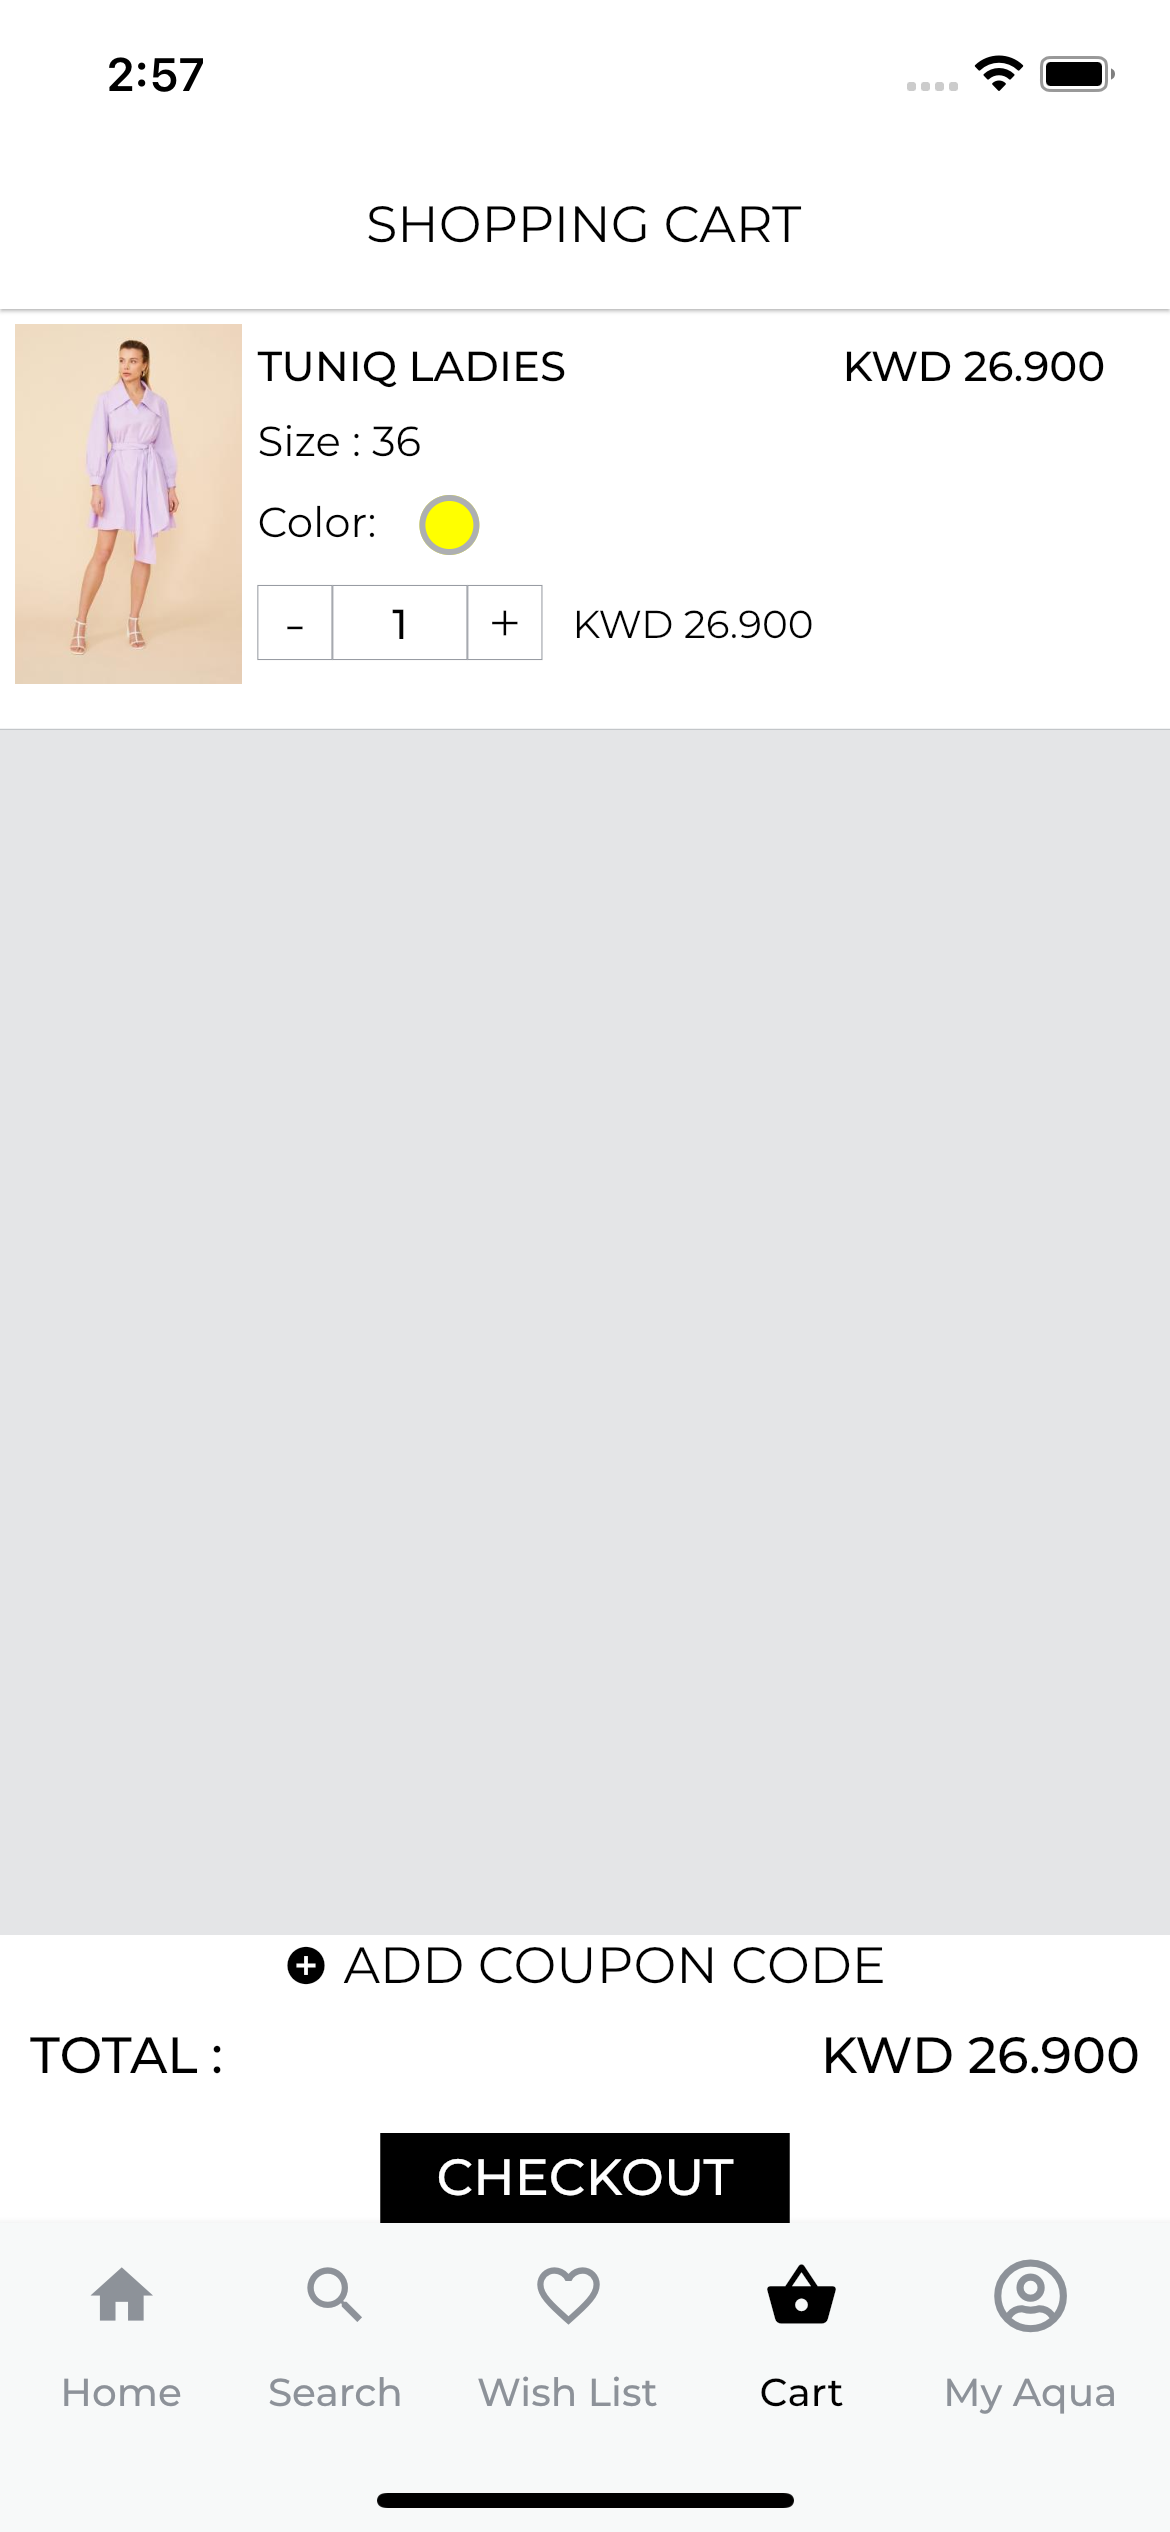 2:57
SHOPPING CART
TUNIQ LADIES KWD 26.900
Size : 36
Color:
- 1 + KWD 26.900
ADD COUPON CODE
TOTAL : KWD 26.900
CHECKOUT
Home Search Wish List Cart My Aqua